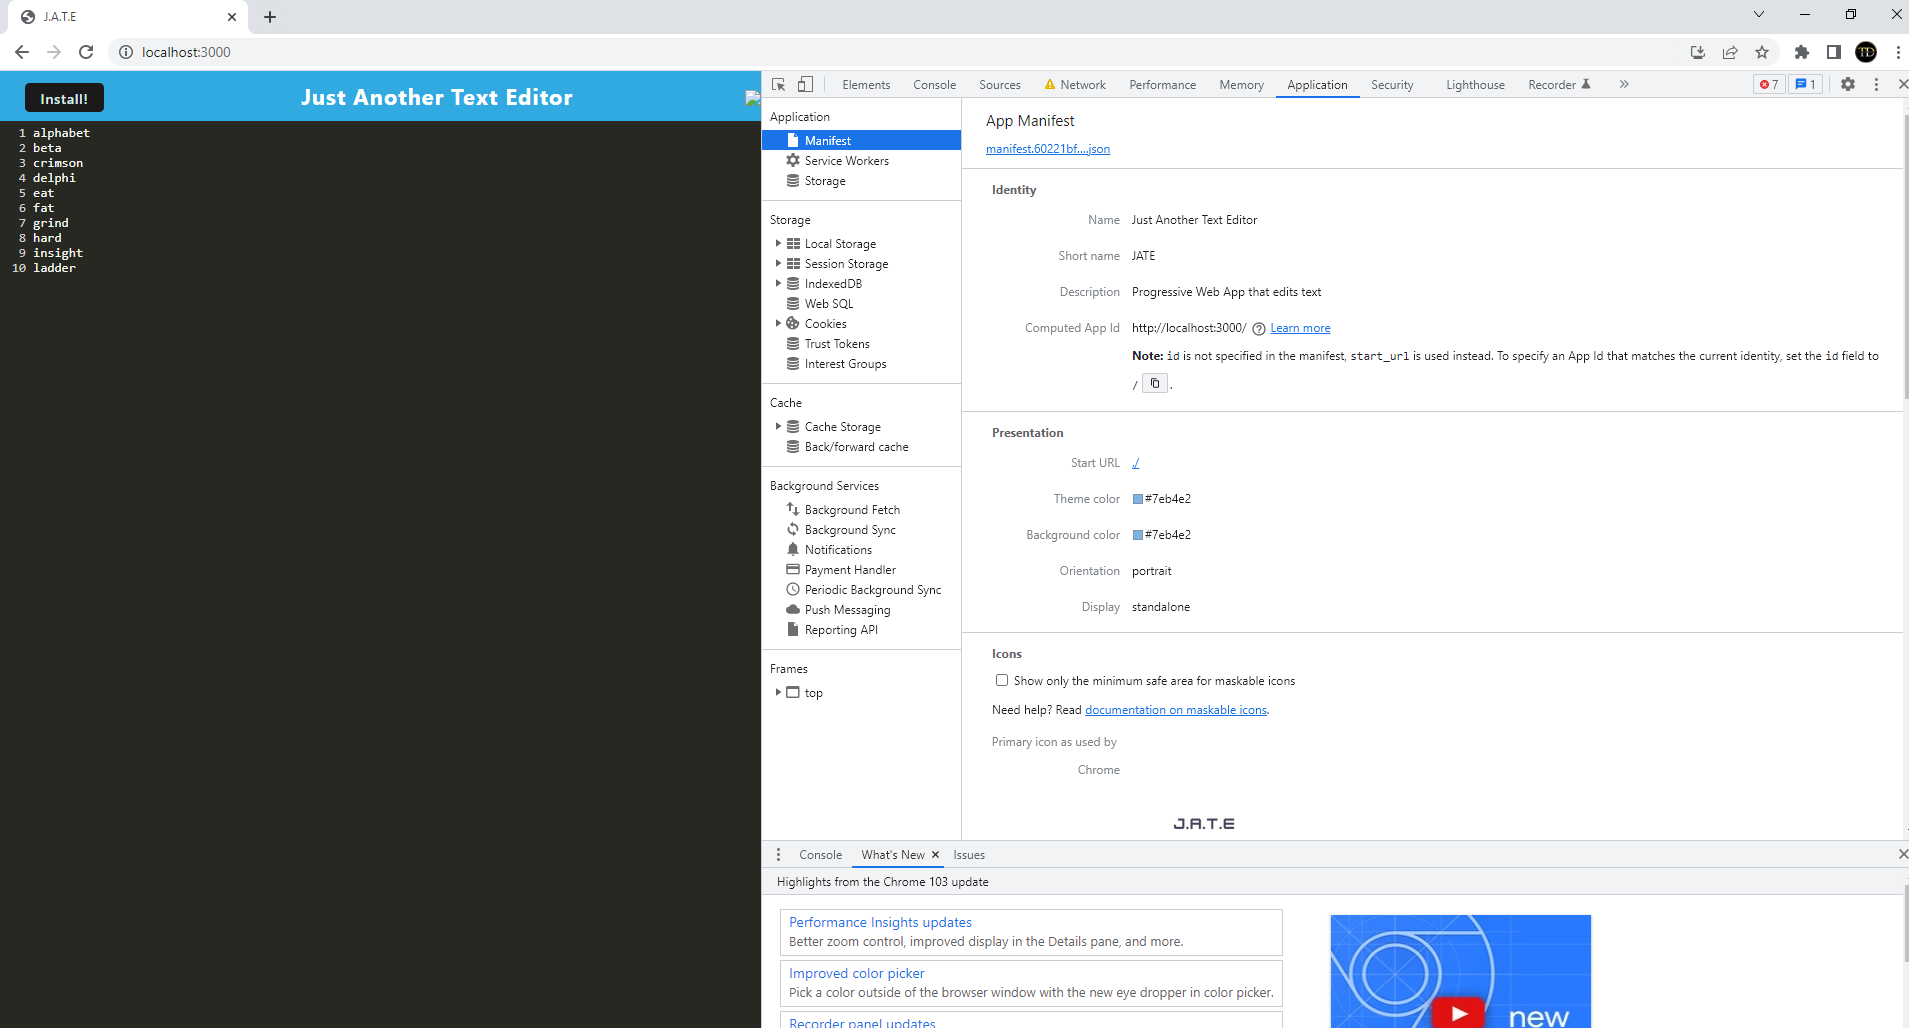 J.A.T.E
localhost:3000
TD
Install!
Just Another Text Editor
1 alphabet
2 beta
3 crimson
4 delphi
5 eat
6 fat
7 grind
8 hard
9 insight
10 ladder
Elements Console Sources Network Performance Memory Application Security Lighthouse Recorder 7 1
Application
Manifest
Service Workers
Storage
Storage
Local Storage
Session Storage
IndexedDB
Web SQL
Cookies
Trust Tokens
Interest Groups
Cache
Cache Storage
Back/forward cache
Background Services
Background Fetch
Background Sync
Notifications
Payment Handler
Periodic Background Sync
Push Messaging
Reporting API
Frames
top
App Manifest
manifest.60221bf....json
Identity
Name Just Another Text Editor
Short name JATE
Description Progressive Web App that edits text
Computed App Id http://localhost:3000/ Learn more
Note: id is not specified in the manifest, start_url is used instead. To specify an App Id that matches the current identity, set the id field to
/ .
Presentation
Start URL ./
Theme color #7eb4e2
Background color #7eb4e2
Orientation portrait
Display standalone
Icons
Show only the minimum safe area for maskable icons
Need help? Read documentation on maskable icons.
Primary icon as used by
Chrome
J.A.T.E
Console What's New Issues
Highlights from the Chrome 103 update
Performance Insights updates
Better zoom control, improved display in the Details pane, and more.
Improved color picker
Pick a color outside of the browser window with the new eye dropper in color picker.
Recorder panel updates
new